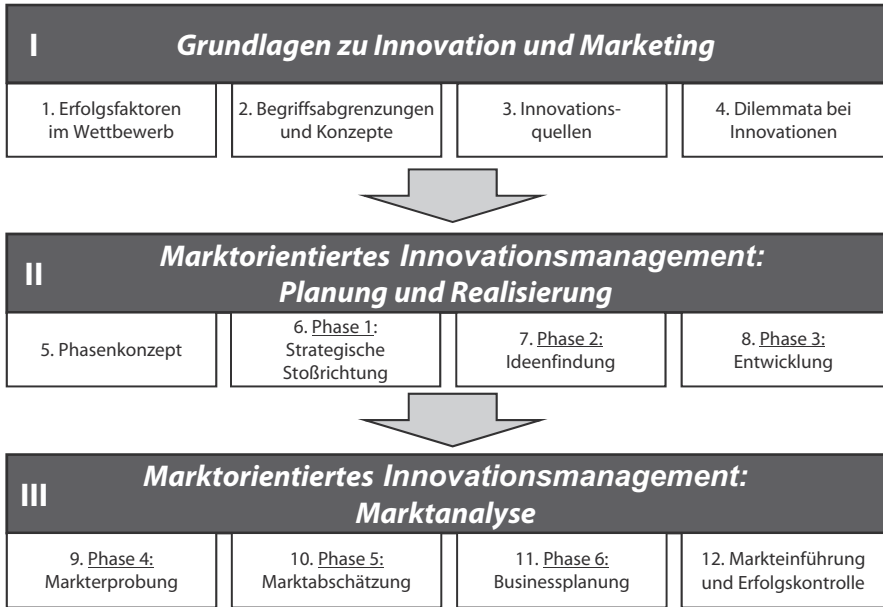 I
Grundlagen zu Innovation und Marketing
1. Erfolgsfaktoren
im Wettbewerb
2. Begriffsabgrenzungen
und Konzepte
3. Innovations-
quellen
4. Dilemmata bei
Innovationen
II
Marktorientiertes Innovationsmanagement:
Planung und Realisierung
5. Phasenkonzept
6. Phase 1:
Strategische
Stoßrichtung
7. Phase 2:
Ideenfindung
8. Phase 3:
Entwicklung
III
Marktorientiertes Innovationsmanagement:
Marktanalyse
9. Phase 4:
Markterprobung
10. Phase 5:
Marktabschätzung
11. Phase 6:
Businessplanung
12. Markteinführung
und Erfolgskontrolle